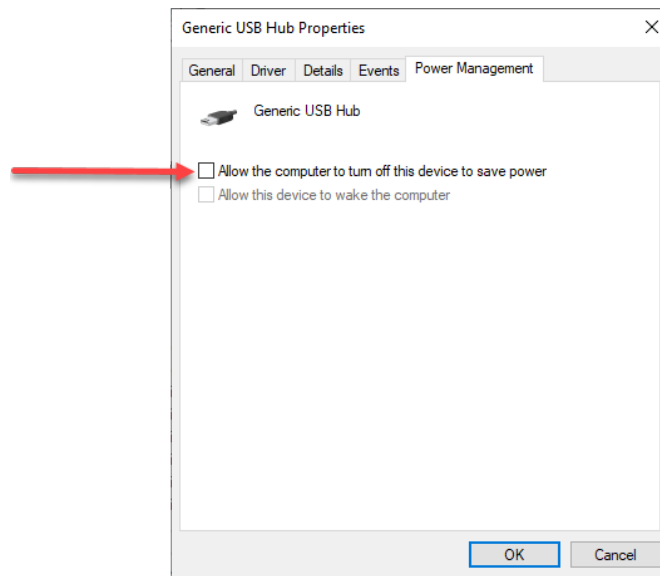 Generic USB Hub Properties
General Driver Details Events Power Management
Generic USB Hub
Allow the computer to turn off this device to save power
Allow this device to wake the computer
OK Cancel